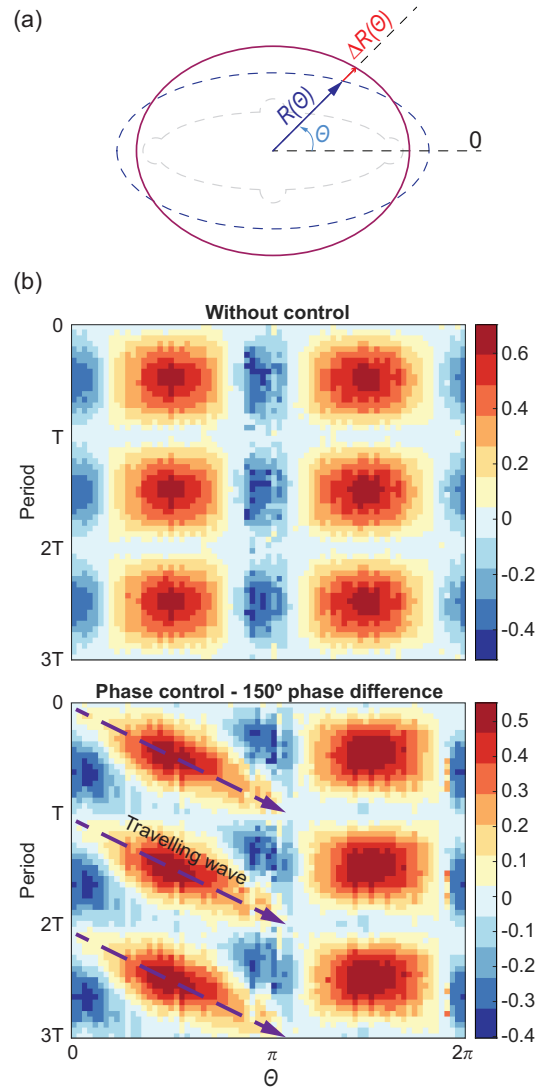 (a)
ΔR(Θ)
R(Θ)
Θ
0
(b)
Without control
0
T
2T
3T
Period
0.6
0.4
0.2
0
-0.2
-0.4
Phase control - 150º phase difference
0
T
2T
3T
Period
Travelling wave
0.5
0.4
0.3
0.2
0.1
0
-0.1
-0.2
-0.3
-0.4
0
π
2π
Θ